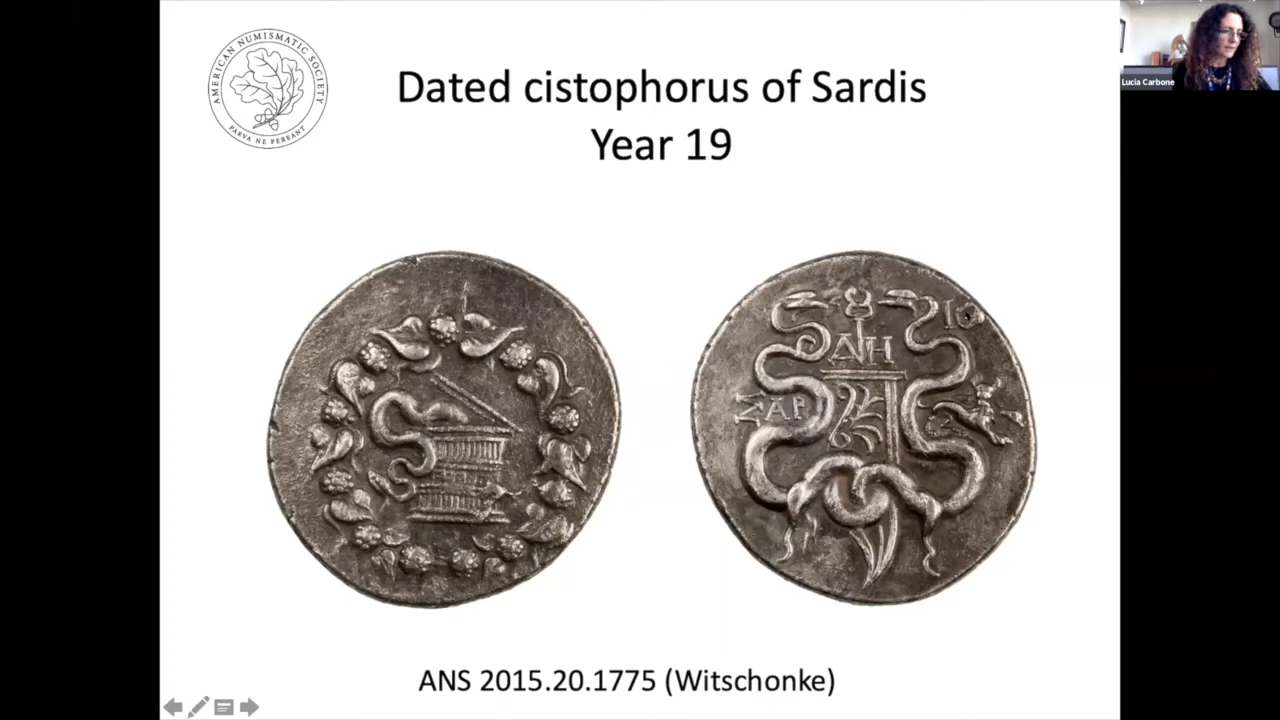 AMERICAN NUMISMATIC SOCIETY
PARVA NE PEREANT
Dated cistophorus of Sardis
Year 19
Lucia Carbone
ΙΘ
ΣΑΡ
ANS 2015.20.1775 (Witschonke)